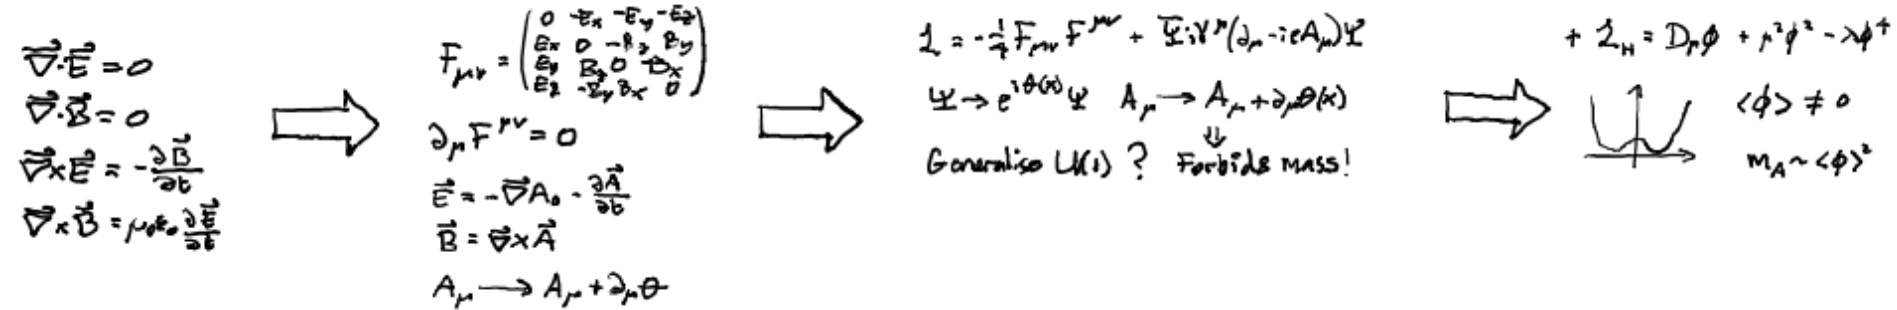 ∇⃗·E⃗ = 0
∇⃗·B⃗ = 0
∇⃗×E⃗ = -∂B⃗/∂t
∇⃗×B⃗ = μ₀ε₀ ∂E⃗/∂t
F_μν = ( 0 -Ex -Ey -Ez
Ex 0 -Bz By
Ey Bz 0 -Bx
Ez -By Bx 0 )
∂_μ F^μν = 0
E⃗ = -∇⃗A₀ - ∂A⃗/∂t
B⃗ = ∇⃗×A⃗
A_μ → A_μ + ∂_μθ
ℒ = -¼ F_μν F^μν + Ψ̄iγ^μ(∂_μ - ieA_μ)Ψ
Ψ → e^{iθ(x)}Ψ A_μ → A_μ + ∂_μθ(x)
⇓
Generalise U(1) ? Forbids mass!
+ ℒ_H = D_μφ + μ²φ² - λφ⁴
<φ> ≠ 0
m_A ~ <φ>²